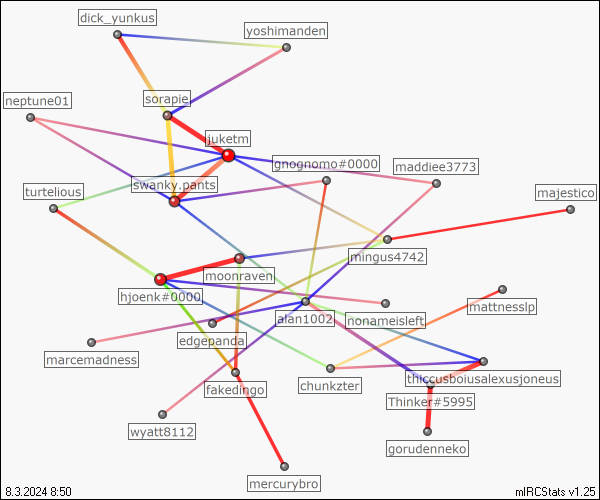 dick_yunkus
yoshimanden
neptune01
sorapie
juketm
gnognomo#0000
maddiee3773
turtelious
swanky.pants
majestico
mingus4742
moonraven
hjoenk#0000
mattnesslp
alan1002
nonameisleft
edgepanda
marcemadness
thiccusboiusalexusjoneus
fakedingo
chunkzter
Thinker#5995
wyatt8112
gorudenneko
mercurybro
8.3.2024 8:50
mIRCStats v1.25